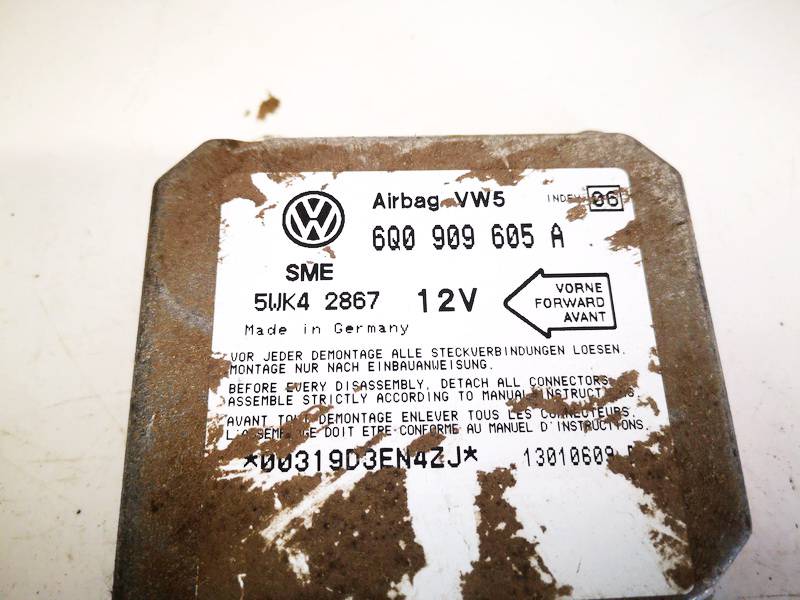 Airbag VW5 INDEX 06
6Q0 909 605 A
SME
5WK4 2867 12V
VORNE
FORWARD
AVANT
Made in Germany
VOR JEDER DEMONTAGE ALLE STECKVERBINDUNGEN LOESEN.
MONTAGE NUR NACH EINBAUANWEISUNG.
BEFORE EVERY DISASSEMBLY, DETACH ALL CONNECTORS
ASSEMBLE STRICTLY ACCORDING TO MANUAL INSTRUCTIONS
AVANT TOUT DEMONTAGE ENLEVER TOUS LES CONNECTEURS.
L'ASSEMBLAGE DOIT ETRE CONFORME AU MANUEL D'INSTRUCTIONS.
*00319D3EN4ZJ* 13010609